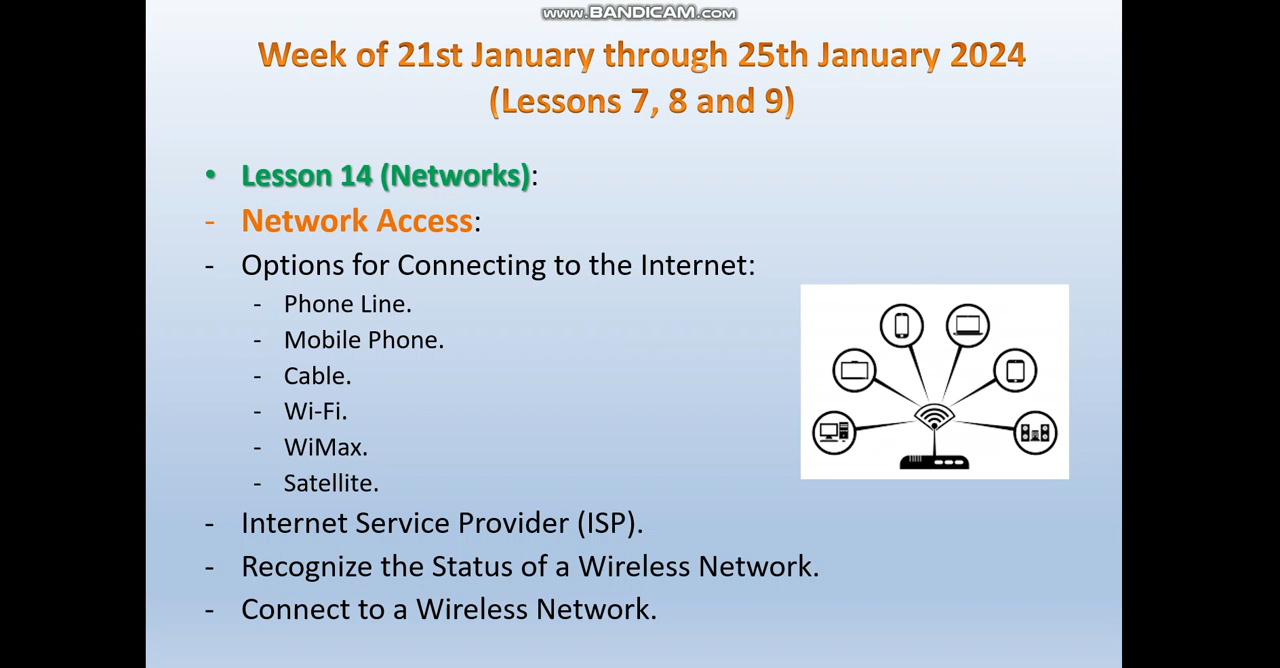 www.BANDICAM.com
Week of 21st January through 25th January 2024
(Lessons 7, 8 and 9)
• Lesson 14 (Networks):
- Network Access:
- Options for Connecting to the Internet:
- Phone Line.
- Mobile Phone.
- Cable.
- Wi-Fi.
- WiMax.
- Satellite.
- Internet Service Provider (ISP).
- Recognize the Status of a Wireless Network.
- Connect to a Wireless Network.